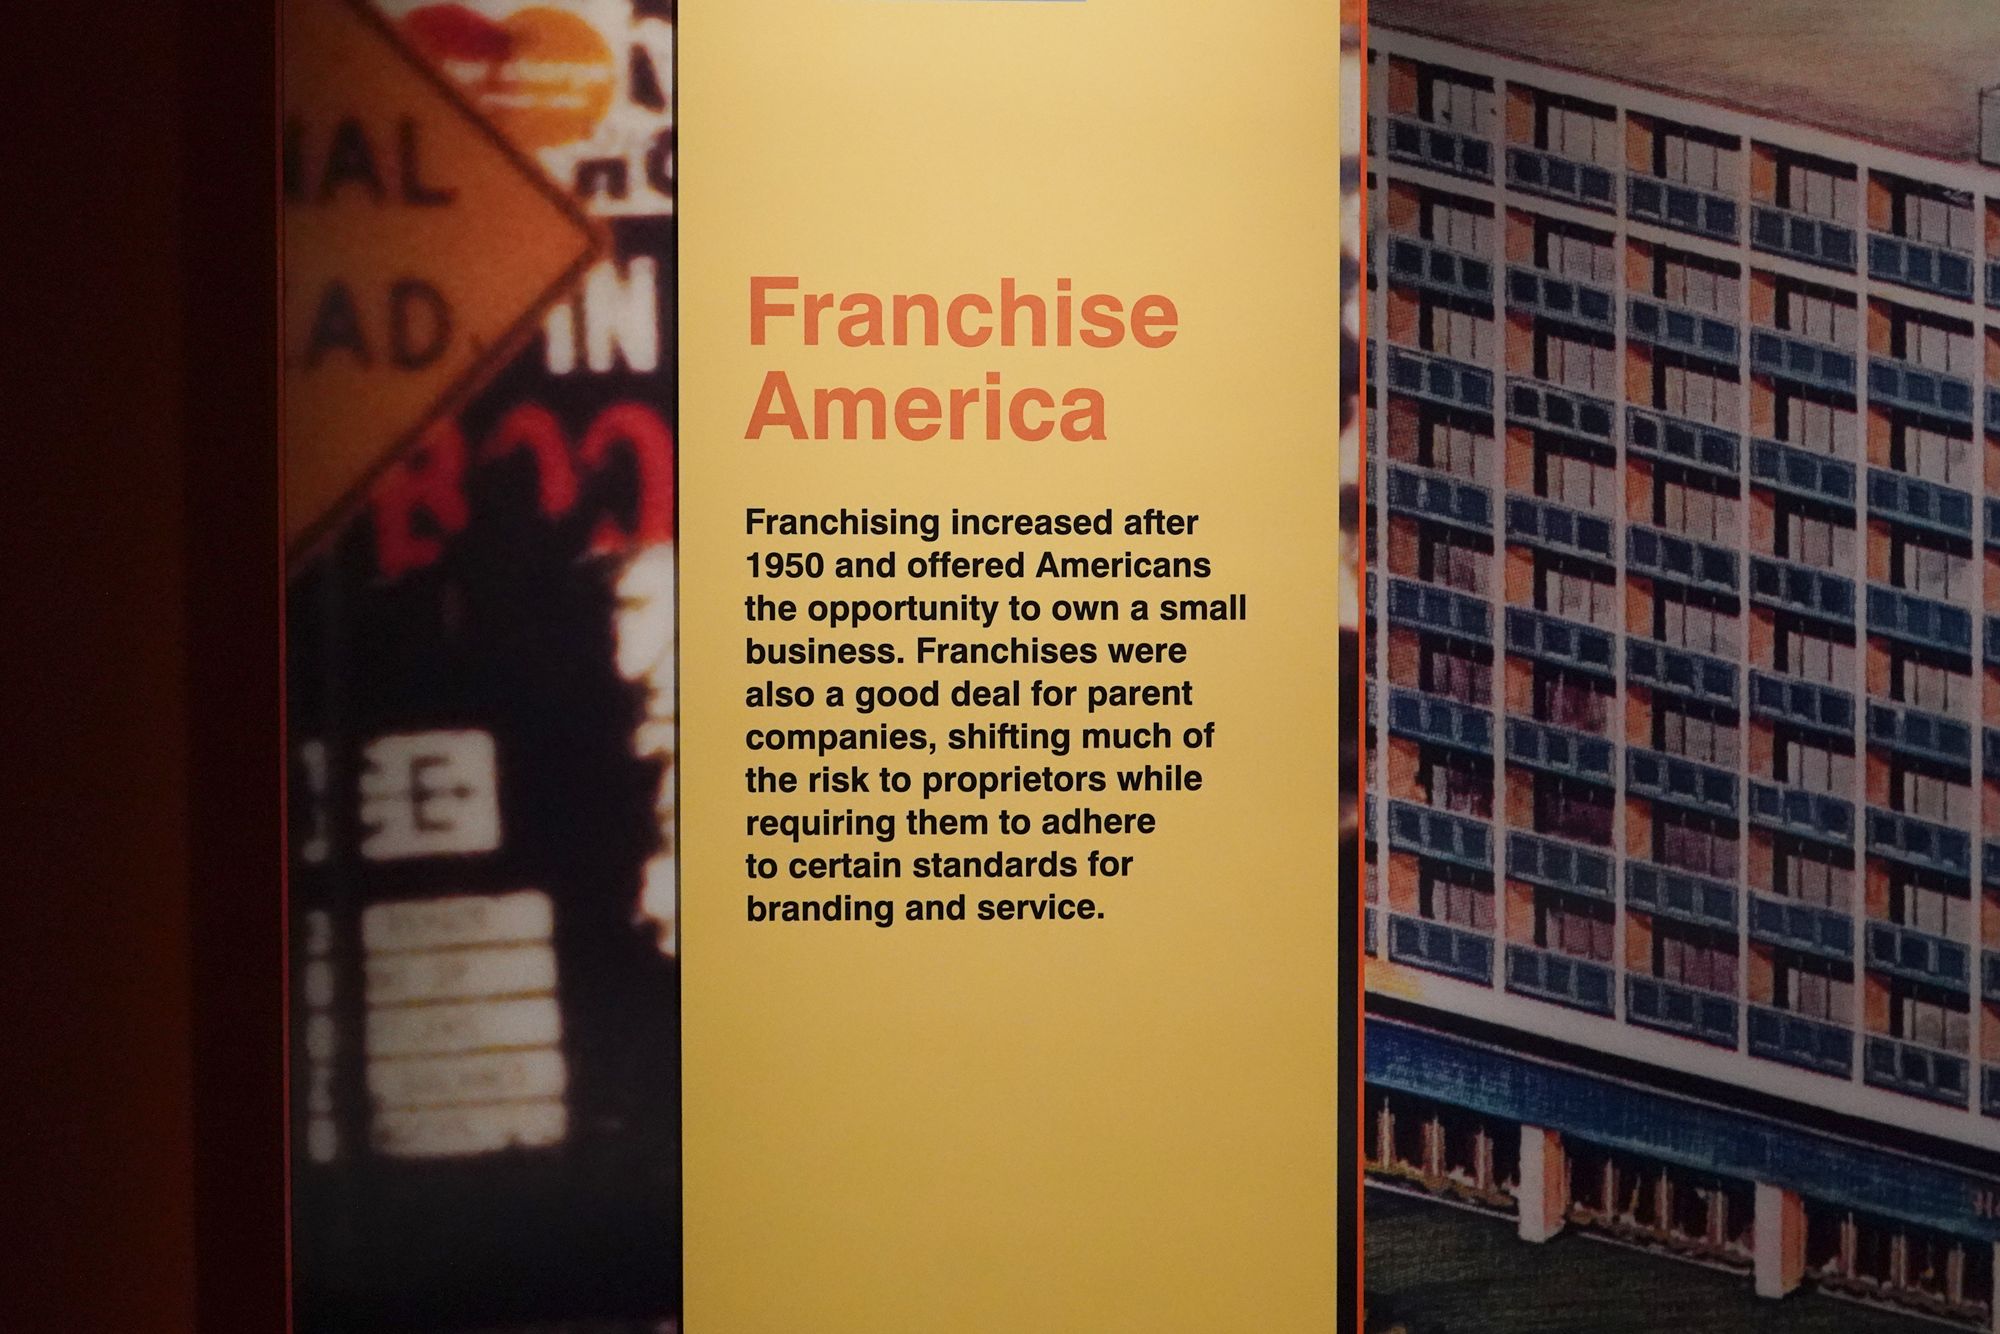 Franchise
America
Franchising increased after
1950 and offered Americans
the opportunity to own a small
business. Franchises were
also a good deal for parent
companies, shifting much of
the risk to proprietors while
requiring them to adhere
to certain standards for
branding and service.
IN